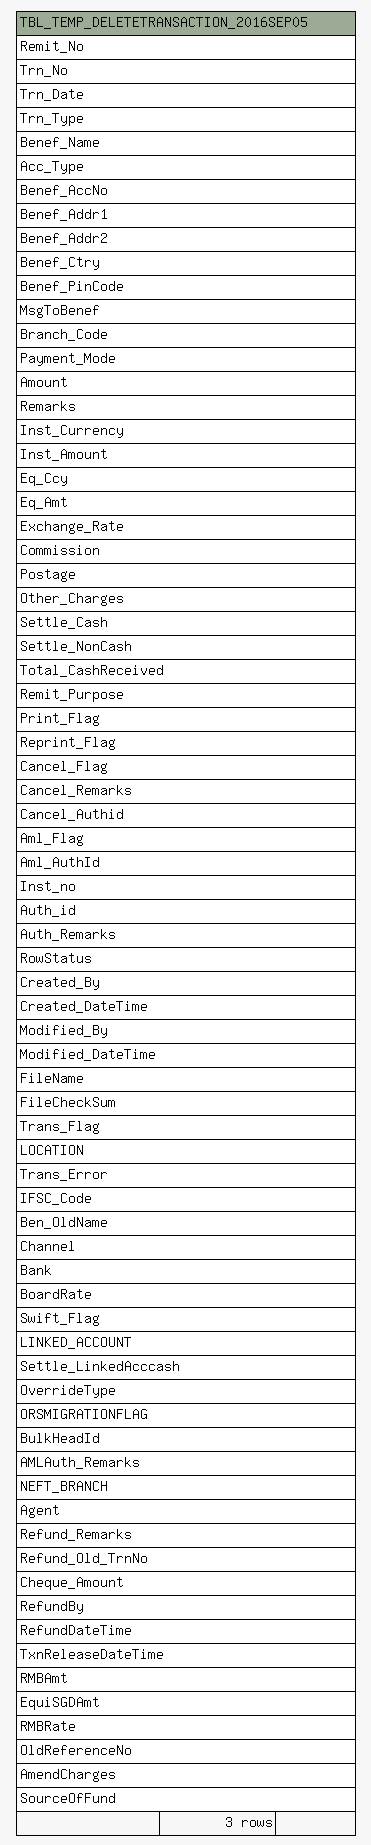 TBL_TEMP_DELETETRANSACTION_2016SEP05
Remit_No
Trn_No
Trn_Date
Trn_Type
Benef_Name
Acc_Type
Benef_AccNo
Benef_Addr1
Benef_Addr2
Benef_Ctry
Benef_PinCode
MsgToBenef
Branch_Code
Payment_Mode
Amount
Remarks
Inst_Currency
Inst_Amount
Eq_Ccy
Eq_Amt
Exchange_Rate
Commission
Postage
Other_Charges
Settle_Cash
Settle_NonCash
Total_CashReceived
Remit_Purpose
Print_Flag
Reprint_Flag
Cancel_Flag
Cancel_Remarks
Cancel_Authid
Aml_Flag
Aml_AuthId
Inst_no
Auth_id
Auth_Remarks
RowStatus
Created_By
Created_DateTime
Modified_By
Modified_DateTime
FileName
FileCheckSum
Trans_Flag
LOCATION
Trans_Error
IFSC_Code
Ben_OldName
Channel
Bank
BoardRate
Swift_Flag
LINKED_ACCOUNT
Settle_LinkedAcccash
OverrideType
ORSMIGRATIONFLAG
BulkHeadId
AMLAuth_Remarks
NEFT_BRANCH
Agent
Refund_Remarks
Refund_Old_TrnNo
Cheque_Amount
RefundBy
RefundDateTime
TxnReleaseDateTime
RMBAmt
EquiSGDAmt
RMBRate
OldReferenceNo
AmendCharges
SourceOfFund
3 rows